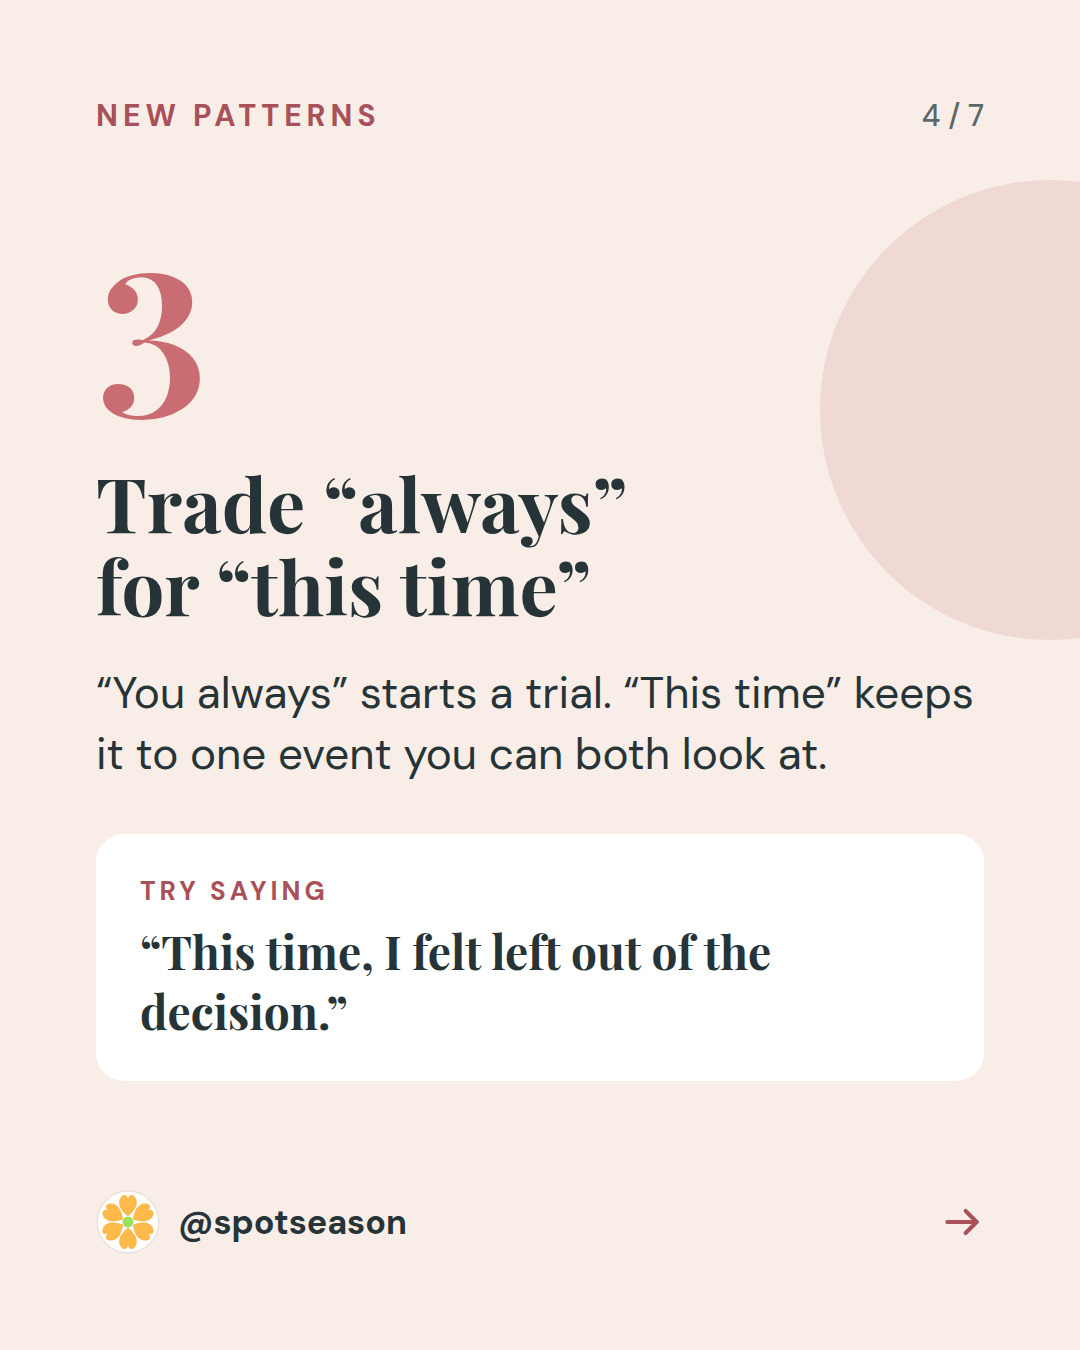 NEW PATTERNS
4 / 7
3
Trade “always”
for “this time”
“You always” starts a trial. “This time” keeps
it to one event you can both look at.
TRY SAYING
“This time, I felt left out of the
decision.”
@spotseason